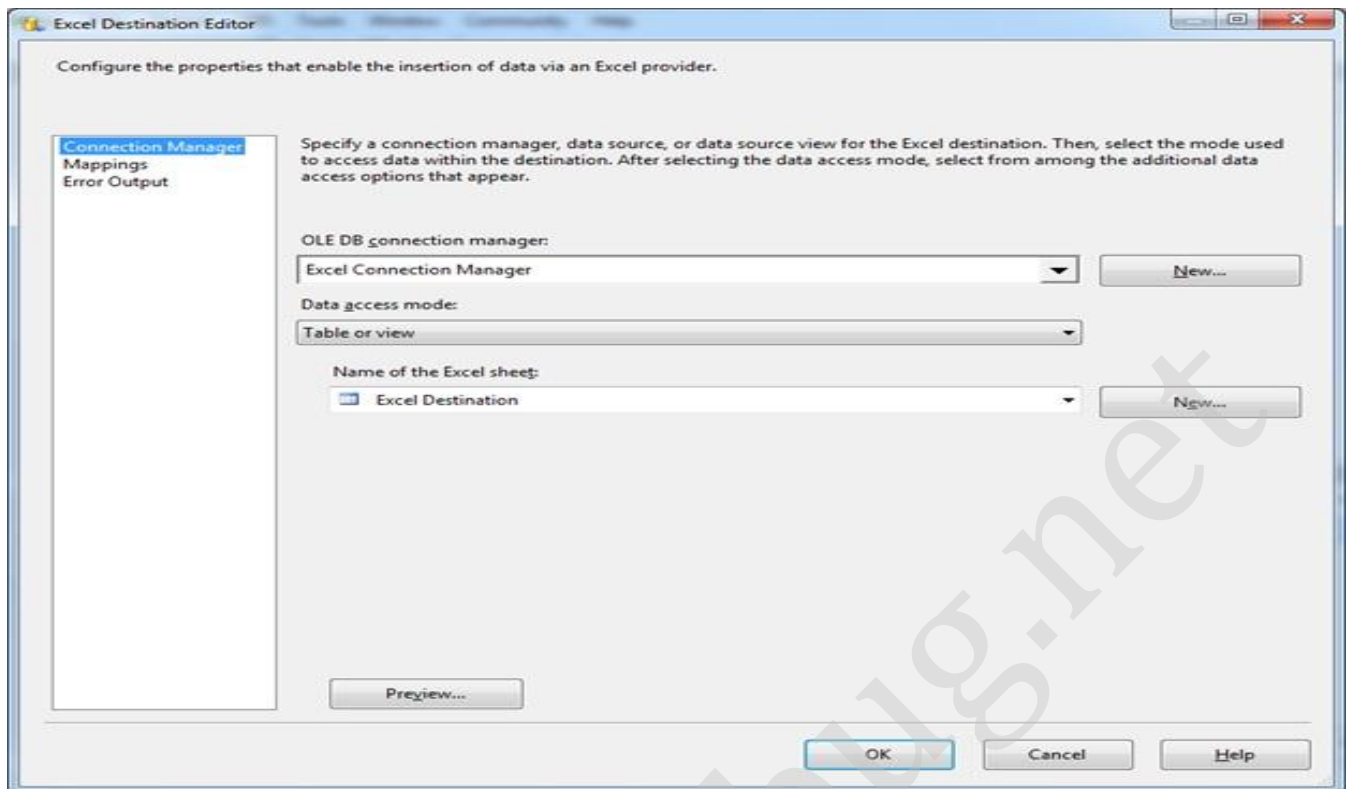 Excel Destination Editor
Configure the properties that enable the insertion of data via an Excel provider.
Connection Manager
Mappings
Error Output
Specify a connection manager, data source, or data source view for the Excel destination. Then, select the mode used
to access data within the destination. After selecting the data access mode, select from among the additional data
access options that appear.
OLE DB connection manager:
Excel Connection Manager
New...
Data access mode:
Table or view
Name of the Excel sheet:
Excel Destination
New...
Preview...
OK
Cancel
Help